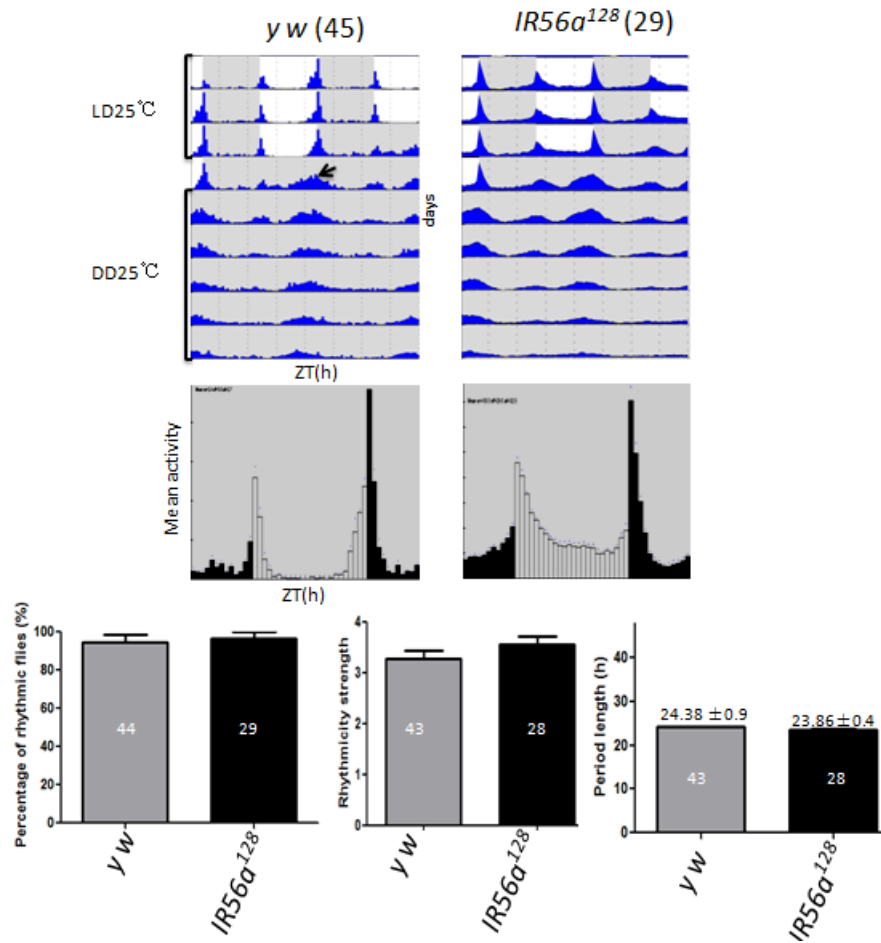 y w (45)
IR56a¹²⁸ (29)
LD25℃
days
DD25℃
ZT(h)
Mean activity
ZT(h)
Percentage of rhythmic flies (%)
100
80
60
40
20
0
44
29
y w
IR56a¹²⁸
Rhythmicity strength
4
3
2
1
0
43
28
y w
IR56a¹²⁸
Period length (h)
40
30
20
10
0
24.38 ±0.9
23.86±0.4
43
28
y w
IR56a¹²⁸